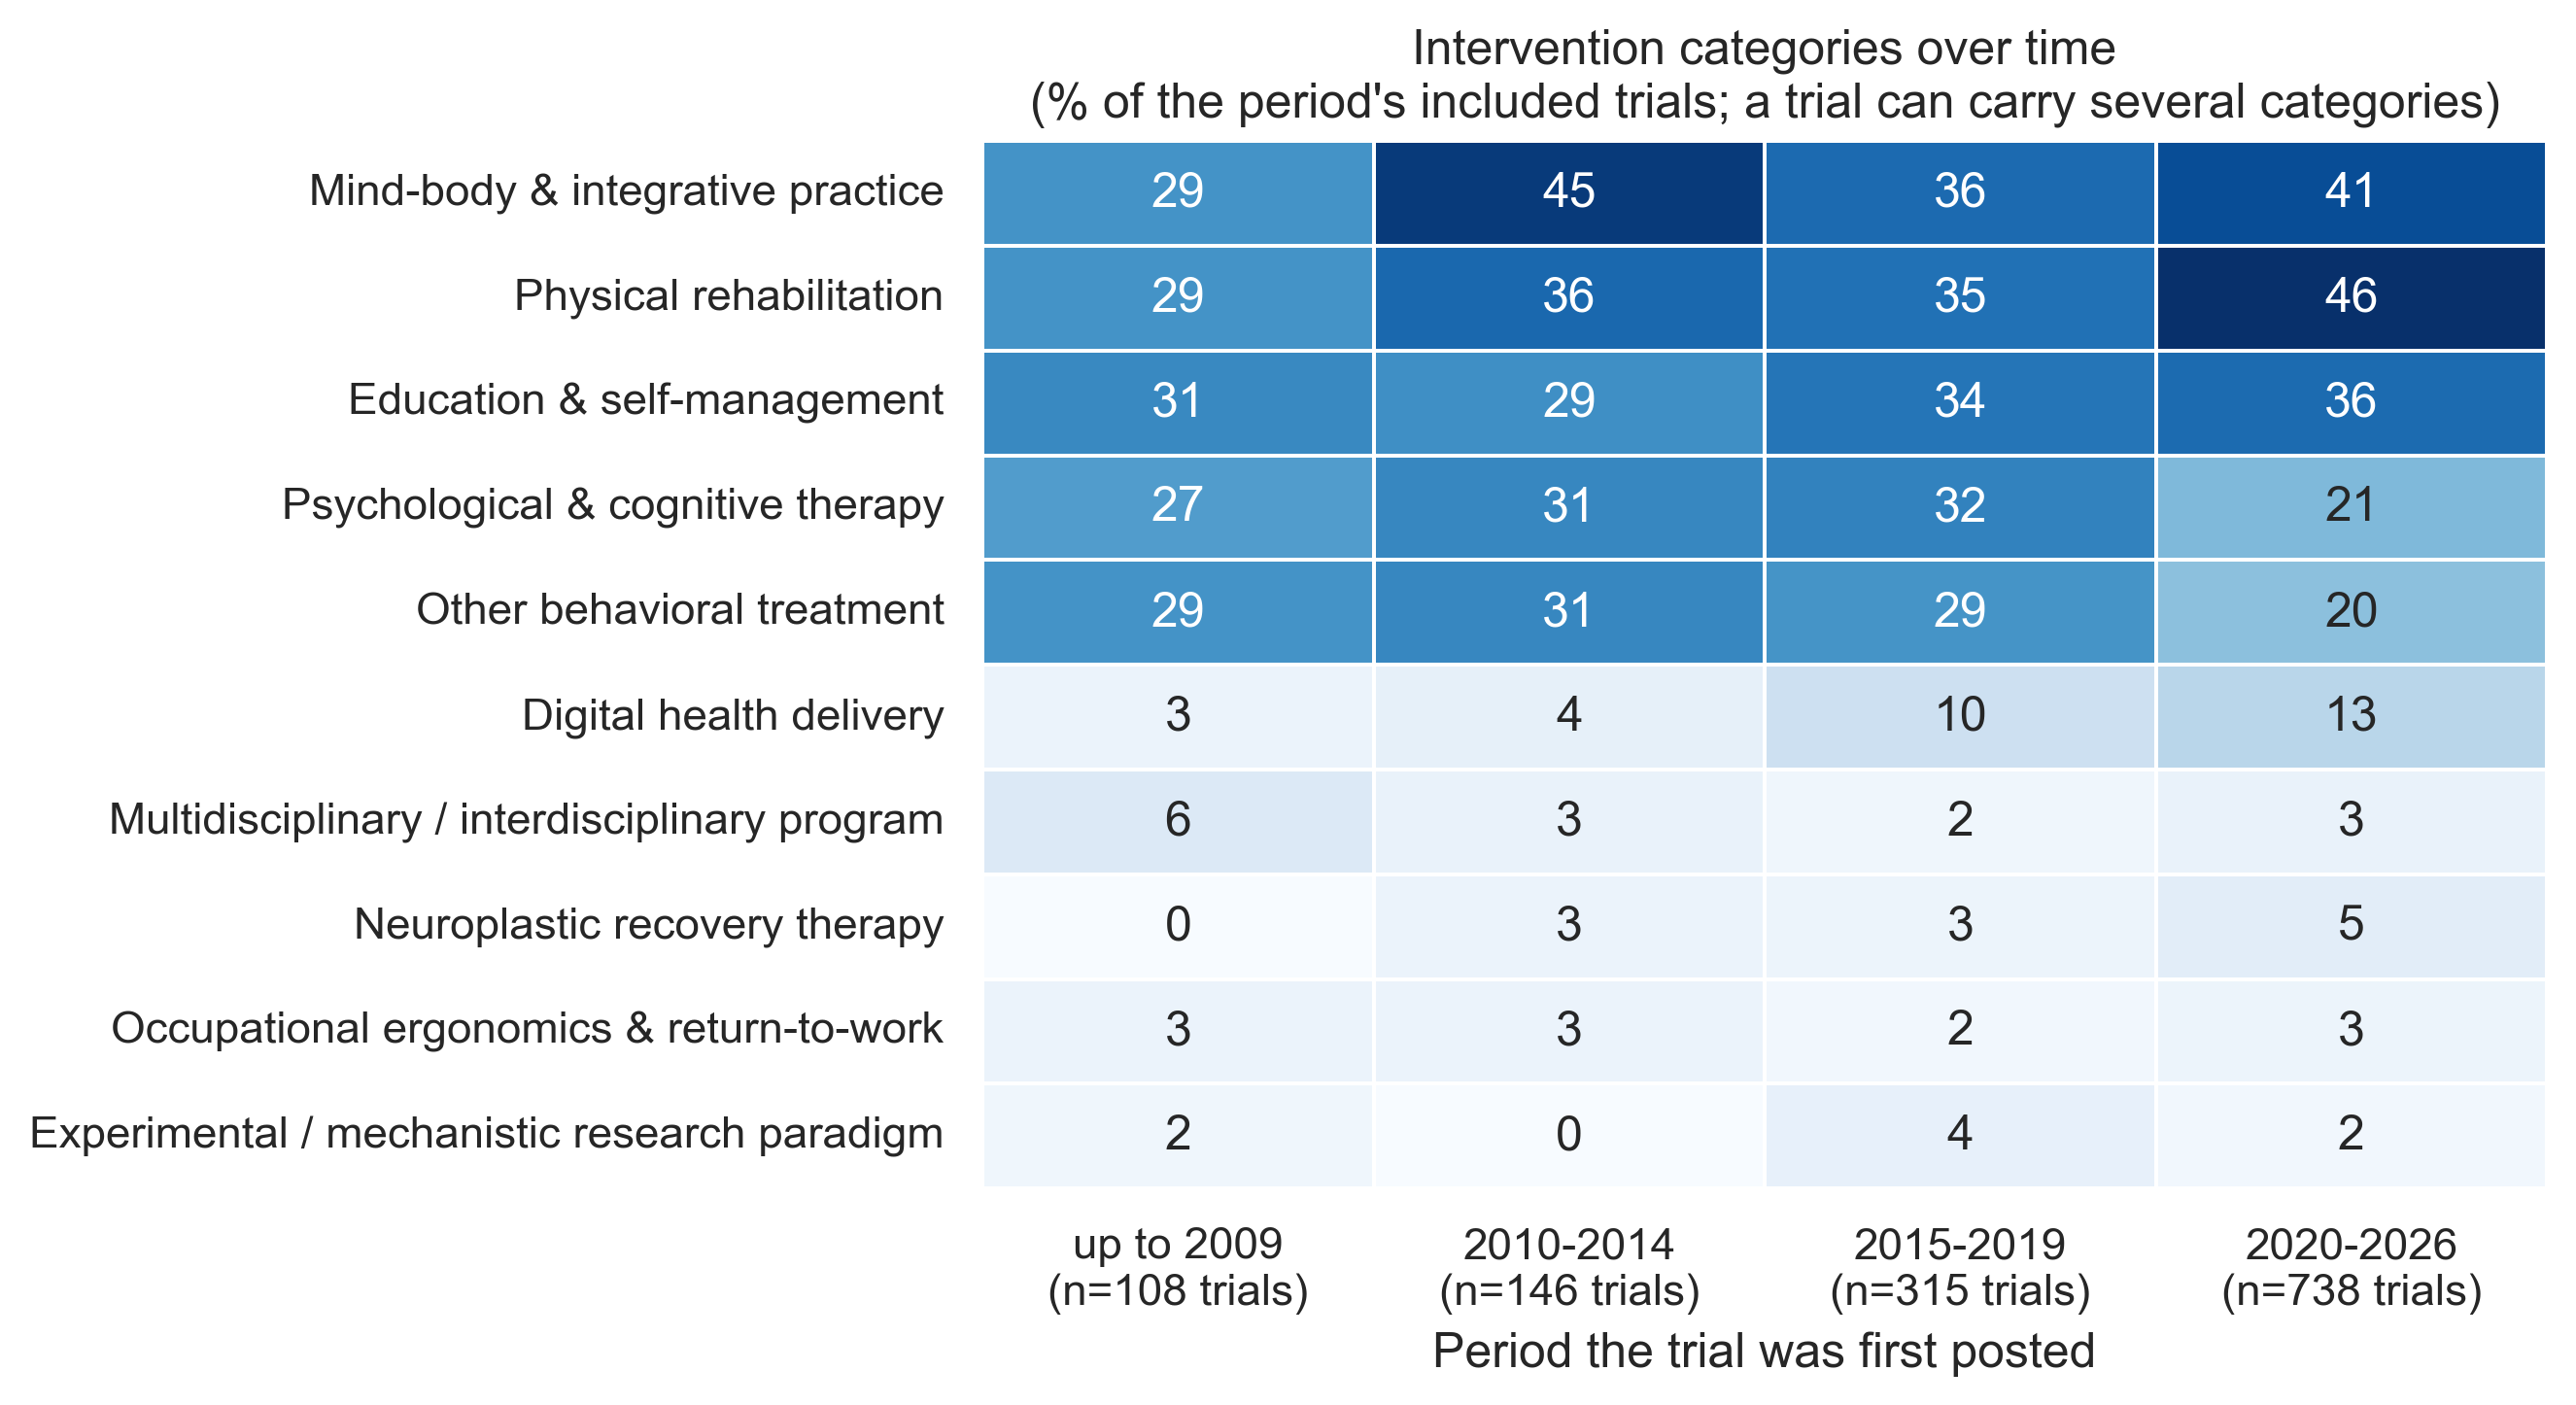 Intervention categories over time
(% of the period's included trials; a trial can carry several categories)
Mind-body & integrative practice 29 45 36 41
Physical rehabilitation 29 36 35 46
Education & self-management 31 29 34 36
Psychological & cognitive therapy 27 31 32 21
Other behavioral treatment 29 31 29 20
Digital health delivery 3 4 10 13
Multidisciplinary / interdisciplinary program 6 3 2 3
Neuroplastic recovery therapy 0 3 3 5
Occupational ergonomics & return-to-work 3 3 2 3
Experimental / mechanistic research paradigm 2 0 4 2
up to 2009 2010-2014 2015-2019 2020-2026
(n=108 trials) (n=146 trials) (n=315 trials) (n=738 trials)
Period the trial was first posted